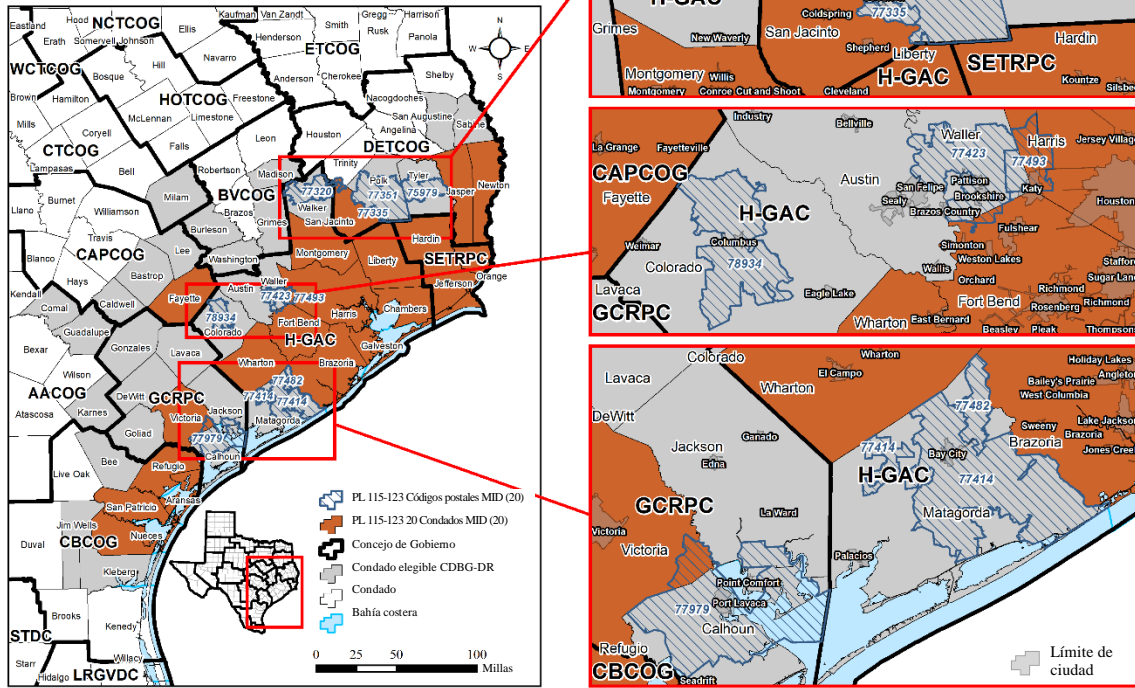 NCTCOG
Eastland
Hood
Erath
Somervell
Johnson
Ellis
Kaufman
Van Zandt
Henderson
Smith
Gregg
Harrison
Rusk
Panola
ETCOG
WCTCOG
Bosque
Hill
Navarro
Anderson
Cherokee
Shelby
HOTCOG
Freestone
Nacogdoches
Brown
Hamilton
McLennan
Limestone
San Augustine
Sabine
Mills
Coryell
CTCOG
Falls
Leon
Houston
Angelina
DETCOG
Lampasas
Bell
Robertson
Madison
Trinity
Polk
Tyler
Jasper
Newton
77320
77351
75979
77335
Walker
San Jacinto
Burnet
Llano
Williamson
Milam
BVCOG
Brazos
Grimes
Travis
Burleson
Hardin
CAPCOG
Lee
Washington
Montgomery
Liberty
SETRPC
Orange
Jefferson
Blanco
Hays
Bastrop
Kendall
Comal
Caldwell
Fayette
Austin
Waller
77423
77493
Harris
Chambers
78934
Colorado
Fort Bend
H-GAC
Galveston
Guadalupe
Gonzales
Lavaca
Bexar
Wharton
Brazoria
Wilson
AACOG
Atascosa
Karnes
DeWitt
GCRPC
77482
77414
77414
Matagorda
Jackson
Victoria
77979
Calhoun
Goliad
Bee
Live Oak
Refugio
Aransas
San Patricio
Nueces
Jim Wells
Duval
CBCOG
Kleberg
Brooks
Kenedy
STDC
Starr
Hidalgo
Willacy
LRGVDC
N
W
E
S
PL 115-123 Códigos postales MID (20)
PL 115-123 20 Condados MID (20)
Concejo de Gobierno
Condado elegible CDBG-DR
Condado
Bahía costera
0 25 50 100
Millas
H-GAC
Grimes
New Waverly
Coldspring
77335
San Jacinto
Shepherd
Liberty
Hardin
Montgomery
Willis
H-GAC
SETRPC
Kountze
Montgomery
Conroe
Cut and Shoot
Cleveland
Silsbee
Industry
Bellville
Waller
77423
Harris
Jersey Village
La Grange
Fayetteville
77493
CAPCOG
Austin
Pattison
San Felipe
Brookshire
Katy
Fayette
H-GAC
Sealy
Brazos Country
Houston
Fulshear
Weimar
Columbus
Simonton
Weston Lakes
Stafford
Colorado
78934
Wallis
Orchard
Sugar Land
Lavaca
Eagle Lake
Fort Bend
Richmond
Rosenberg
Richmond
GCRPC
Wharton
East Bernard
Beasley
Pleak
Thompsons
Colorado
Wharton
Holiday Lakes
Lavaca
El Campo
Angleton
Wharton
Bailey's Prairie
West Columbia
DeWitt
77482
Lake Jackson
Jackson
Sweeny
Brazoria
Ganado
77414
Bay City
Brazoria
Edna
H-GAC
Jones Creek
77414
GCRPC
La Ward
Matagorda
Victoria
Victoria
Palacios
Point Comfort
77979
Port Lavaca
Calhoun
Refugio
CBCOG
Seadrift
Límite de
ciudad